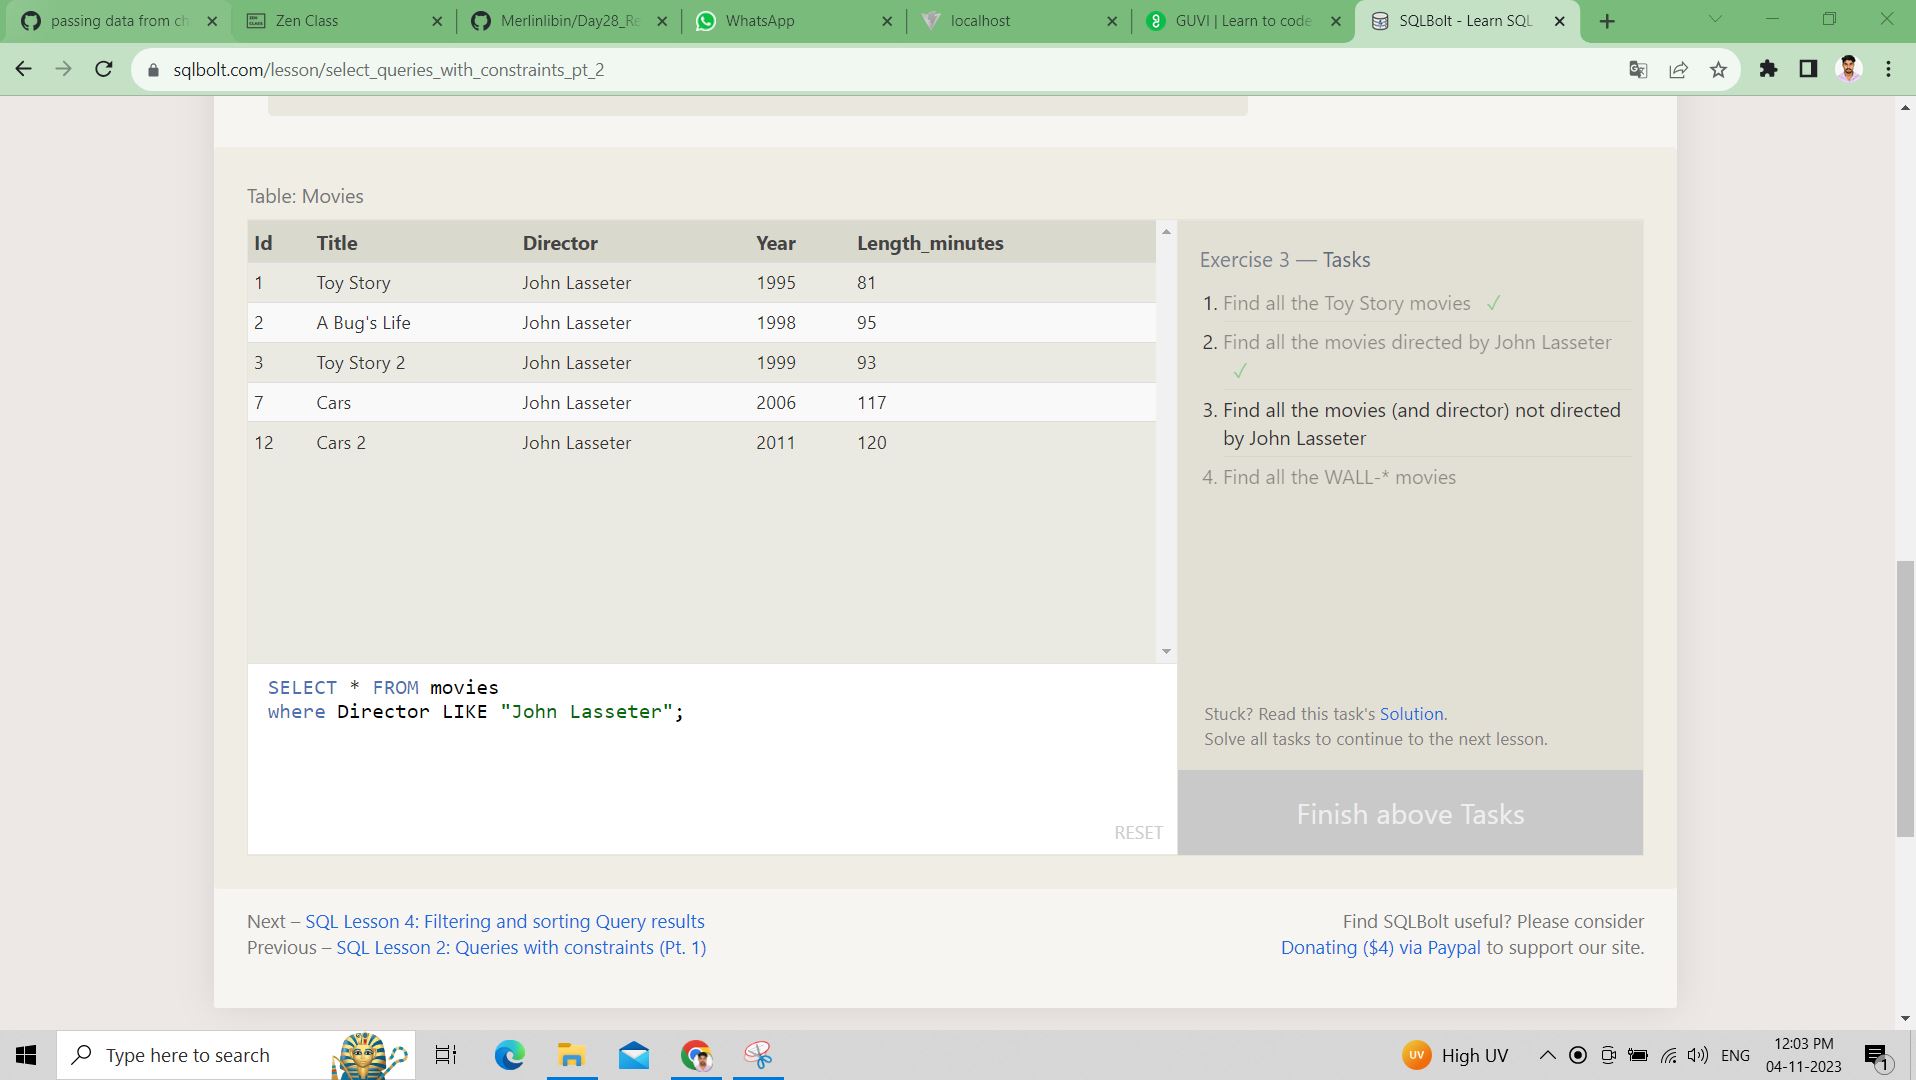 passing data from ch
Zen Class
Merlinlibin/Day28_Re
WhatsApp
localhost
GUVI | Learn to code
SQLBolt - Learn SQL
sqlbolt.com/lesson/select_queries_with_constraints_pt_2
Table: Movies
Id Title Director Year Length_minutes
1 Toy Story John Lasseter 1995 81
2 A Bug's Life John Lasseter 1998 95
3 Toy Story 2 John Lasseter 1999 93
7 Cars John Lasseter 2006 117
12 Cars 2 John Lasseter 2011 120
SELECT * FROM movies
where Director LIKE "John Lasseter";
RESET
Exercise 3 — Tasks
1. Find all the Toy Story movies ✓
2. Find all the movies directed by John Lasseter
✓
3. Find all the movies (and director) not directed
by John Lasseter
4. Find all the WALL-* movies
Stuck? Read this task's Solution.
Solve all tasks to continue to the next lesson.
Finish above Tasks
Next – SQL Lesson 4: Filtering and sorting Query results
Previous – SQL Lesson 2: Queries with constraints (Pt. 1)
Find SQLBolt useful? Please consider
Donating ($4) via Paypal to support our site.
Type here to search
UV
High UV
ENG
12:03 PM
04-11-2023
1